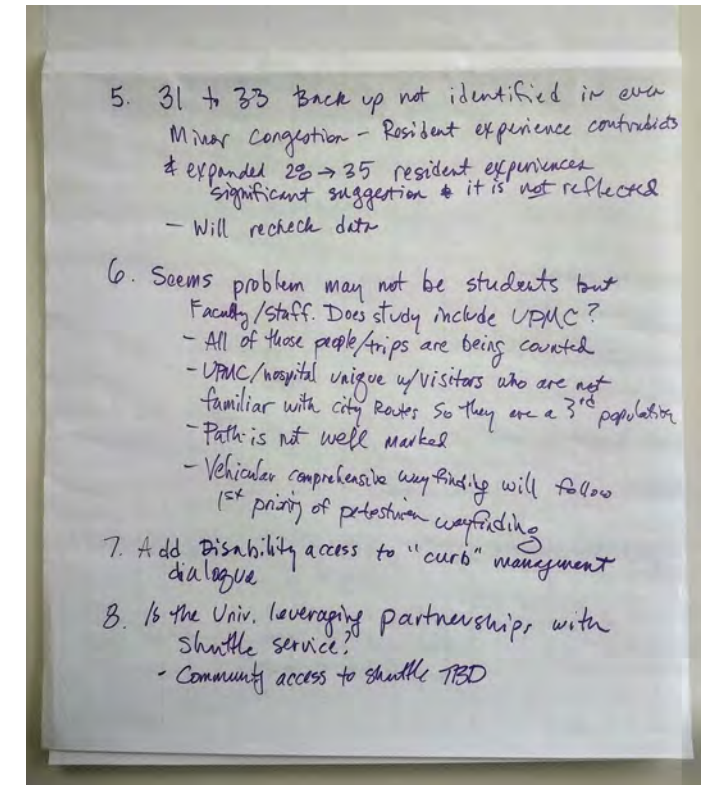 5. 31 to 33 Back up not identified in even
Minor congestion - Resident experience contradicts
& expanded 28 → 35 resident experiences
significant suggestion & it is not reflected
- Will recheck data
6. Seems problem may not be students but
Faculty/Staff. Does study include UPMC?
- All of those people/trips are being counted
- UPMC/hospital unique w/visitors who are not
familiar with city Routes So they are a 3rd population
- Path is not well marked
- Vehicular comprehensive wayfinding will follow
1st priority of pedestrian wayfinding
7. Add Disability access to "curb" management
dialogue
8. Is the Univ. leveraging partnerships with
Shuttle service?
- Community access to shuttle TBD